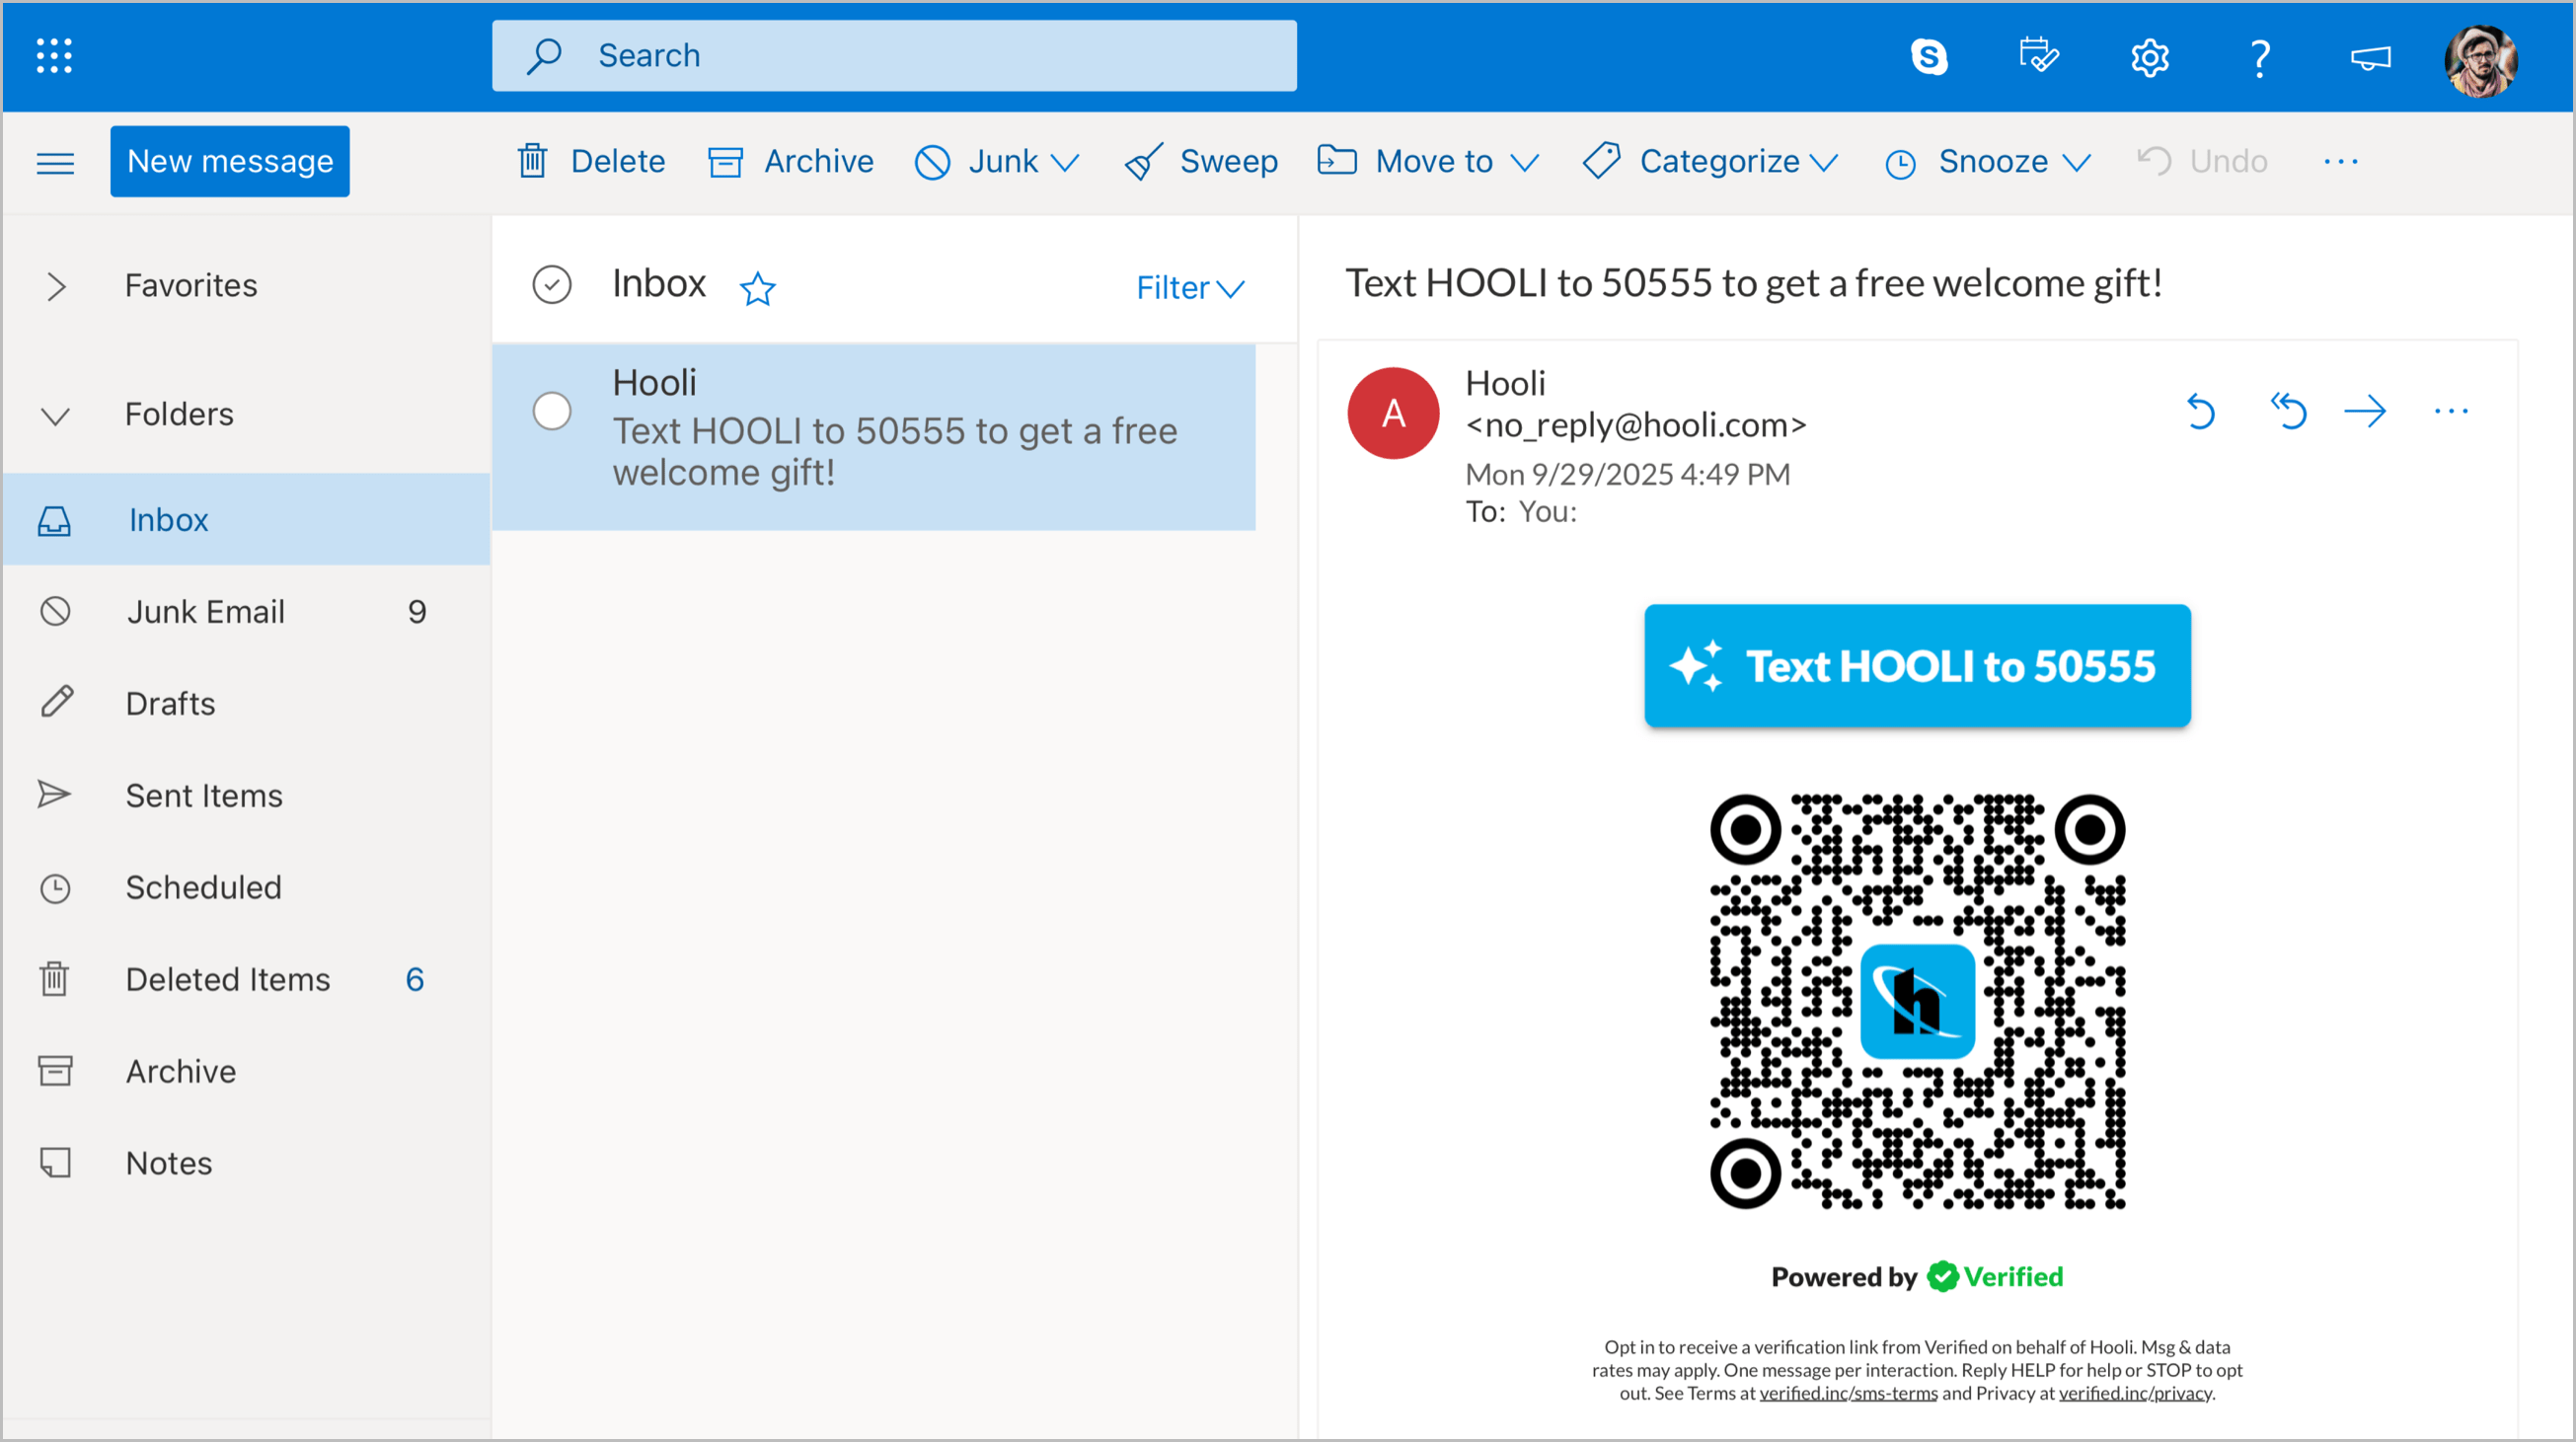 Search
New message
Delete
Archive
Junk
Sweep
Move to
Categorize
Snooze
Undo
Favorites
Folders
Inbox
Junk Email 9
Drafts
Sent Items
Scheduled
Deleted Items 6
Archive
Notes
Inbox
Filter
Hooli
Text HOOLI to 50555 to get a free
welcome gift!
Text HOOLI to 50555 to get a free welcome gift!
A
Hooli
<no_reply@hooli.com>
Mon 9/29/2025 4:49 PM
To: You:
Text HOOLI to 50555
h
Powered by Verified
Opt in to receive a verification link from Verified on behalf of Hooli. Msg & data
rates may apply. One message per interaction. Reply HELP for help or STOP to opt
out. See Terms at verified.inc/sms-terms and Privacy at verified.inc/privacy.